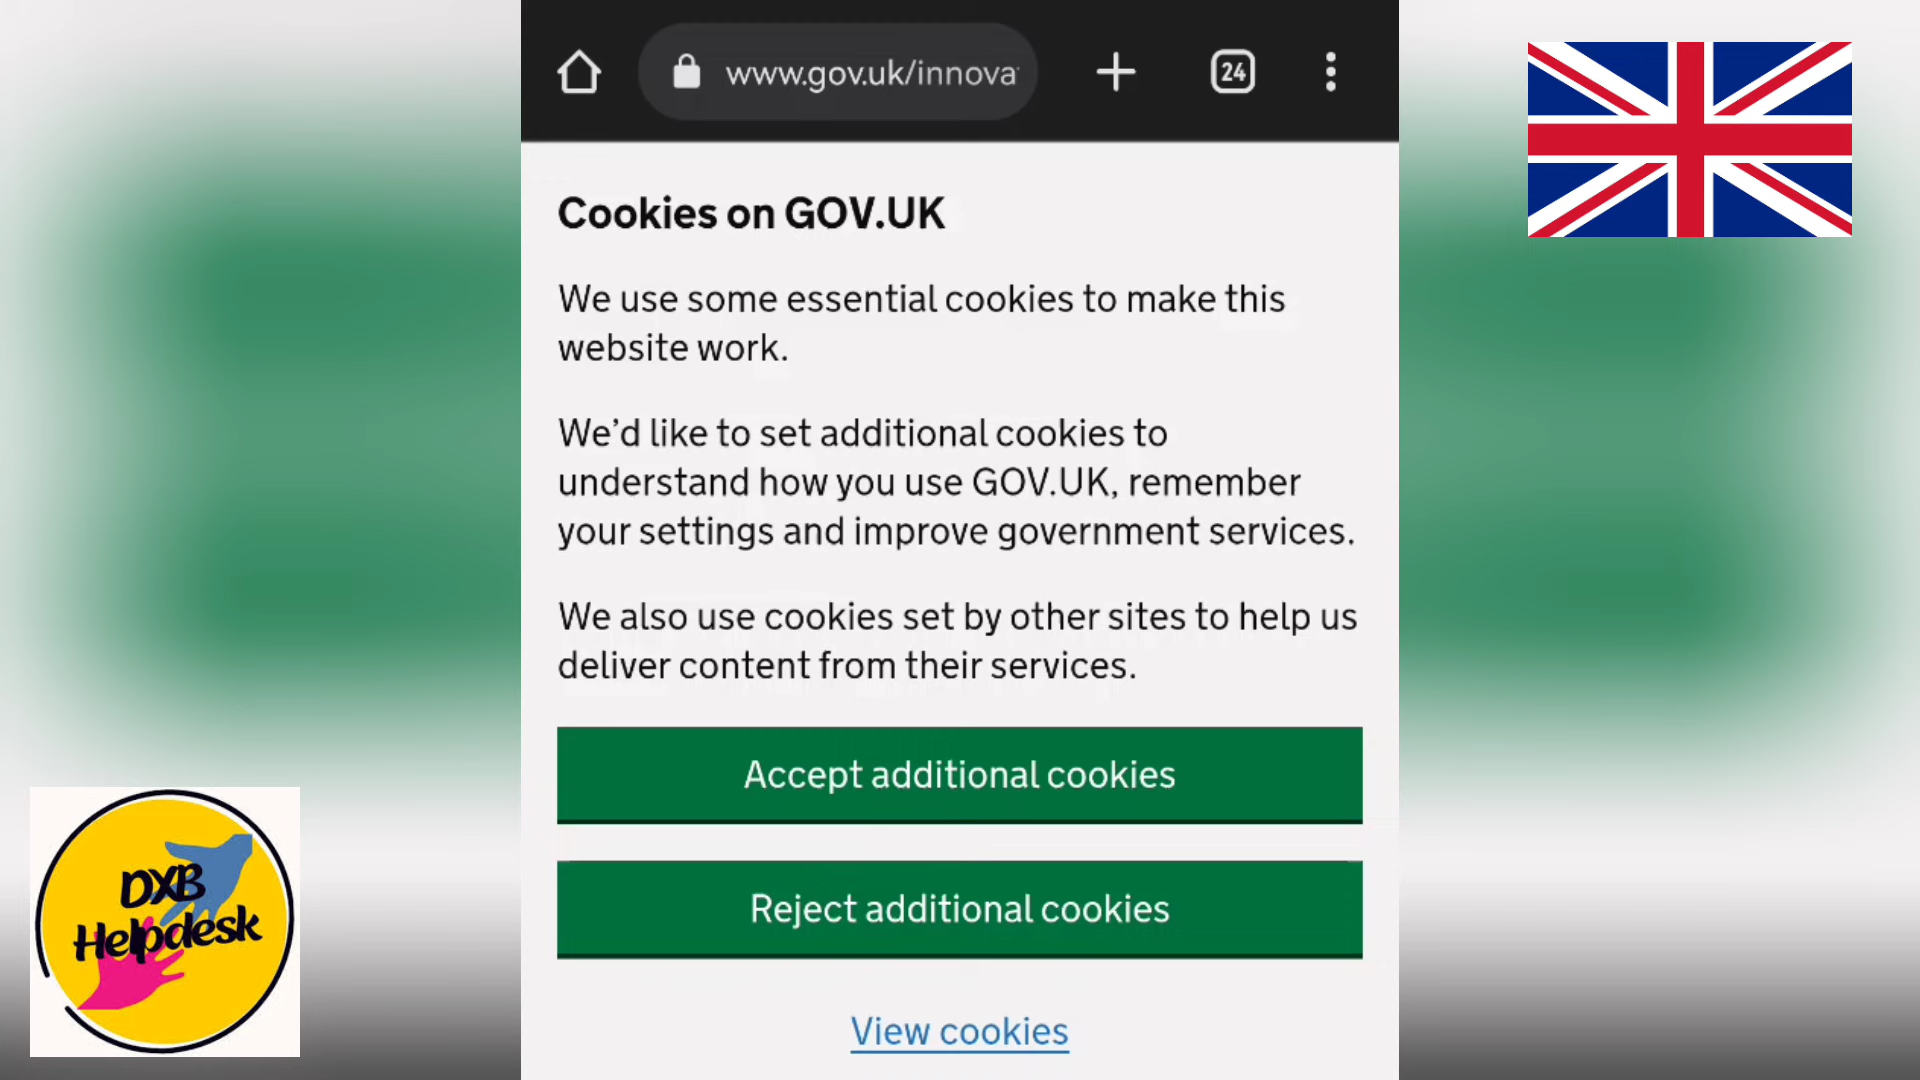 www.gov.uk/innova
24
Cookies on GOV.UK
We use some essential cookies to make this
website work.
We’d like to set additional cookies to
understand how you use GOV.UK, remember
your settings and improve government services.
We also use cookies set by other sites to help us
deliver content from their services.
Accept additional cookies
Reject additional cookies
View cookies
DXB
Helpdesk